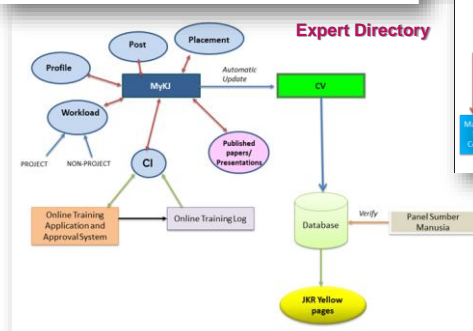 Expert Directory
Post
Placement
Profile
MyKJ
Automatic
Update
CV
Workload
PROJECT
NON-PROJECT
CI
Published
papers/
Presentations
Online Training
Application and
Approval System
Online Training Log
Database
Verify
Panel Sumber
Manusia
JKR Yellow
pages